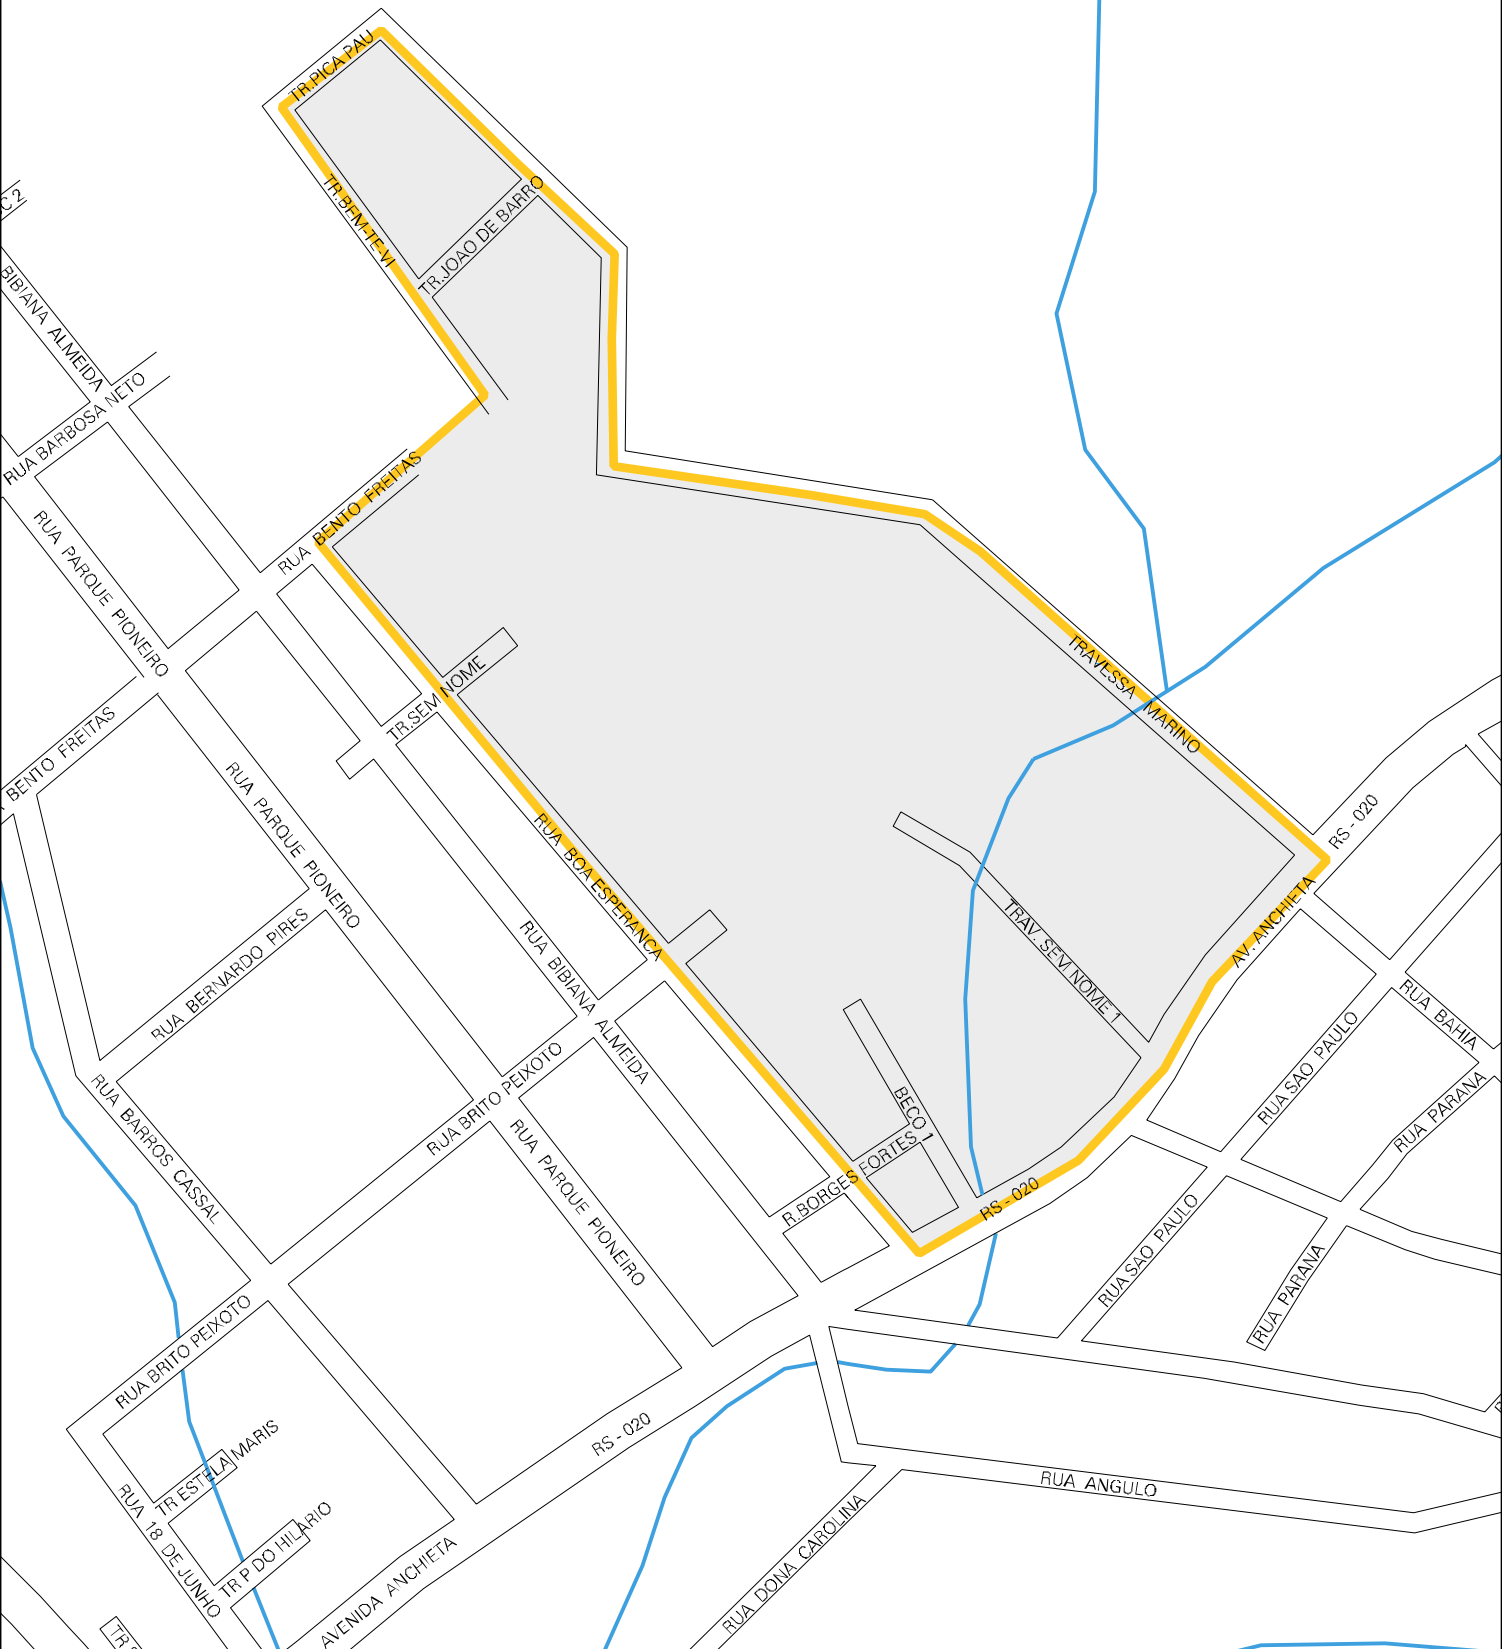 TR.PICA PAU
TR.BEM-TE-VI
TR.JOAO DE BARRO
C 2
BIBIANA ALMEIDA
RUA BARBOSA NETO
RUA BENTO FREITAS
RUA PARQUE PIONEIRO
TR.SEM NOME
TRAVESSA MARINO
BENTO FREITAS
RUA PARQUE PIONEIRO
RS - 020
RUA BOA ESPERANCA
AV. ANCHIETA
TRAV. SEM NOME 1
RUA BERNARDO PIRES
RUA BIBIANA ALMEIDA
RUA BAHIA
RUA SAO PAULO
RUA BRITO PEIXOTO
RUA BARROS CASSAL
BECO 1
RUA PARANA
R.BORGES FORTES 1
RUA PARQUE PIONEIRO
RS - 020
RUA SAO PAULO
RUA PARANA
RUA BRITO PEIXOTO
RS - 020
TR ESTELA MARIS
RUA ANGULO
RUA 18 DE JUNHO
TR P DO HILARIO
RUA DONA CAROLINA
AVENIDA ANCHIETA